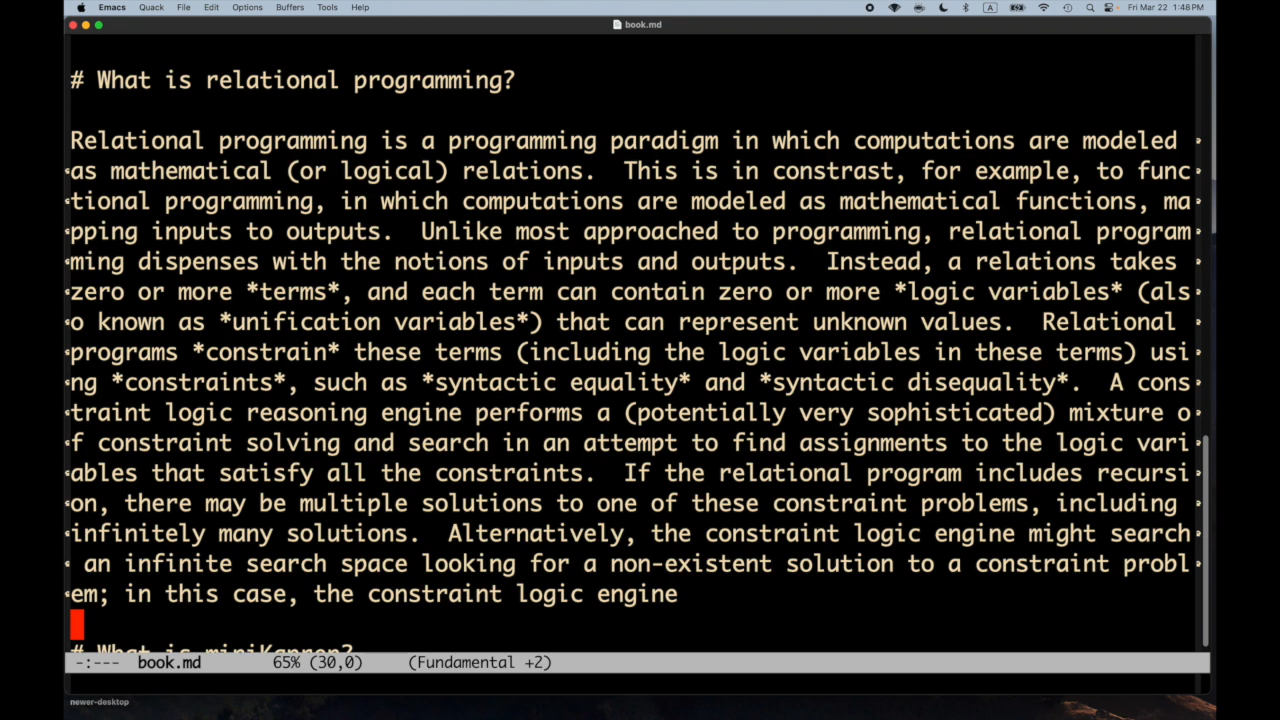 Emacs Quack File Edit Options Buffers Tools Help A Fri Mar 22 1:48 PM
book.md
# What is relational programming?
Relational programming is a programming paradigm in which computations are modeled
as mathematical (or logical) relations.  This is in constrast, for example, to func
tional programming, in which computations are modeled as mathematical functions, ma
pping inputs to outputs.  Unlike most approached to programming, relational program
ming dispenses with the notions of inputs and outputs.  Instead, a relations takes
zero or more *terms*, and each term can contain zero or more *logic variables* (als
o known as *unification variables*) that can represent unknown values.  Relational
programs *constrain* these terms (including the logic variables in these terms) usi
ng *constraints*, such as *syntactic equality* and *syntactic disequality*.  A cons
traint logic reasoning engine performs a (potentially very sophisticated) mixture o
f constraint solving and search in an attempt to find assignments to the logic vari
ables that satisfy all the constraints.  If the relational program includes recursi
on, there may be multiple solutions to one of these constraint problems, including
infinitely many solutions.  Alternatively, the constraint logic engine might search
an infinite search space looking for a non-existent solution to a constraint probl
em; in this case, the constraint logic engine
# What is miniKanren?
-:--- book.md 65% (30,0) (Fundamental +2)
newer-desktop